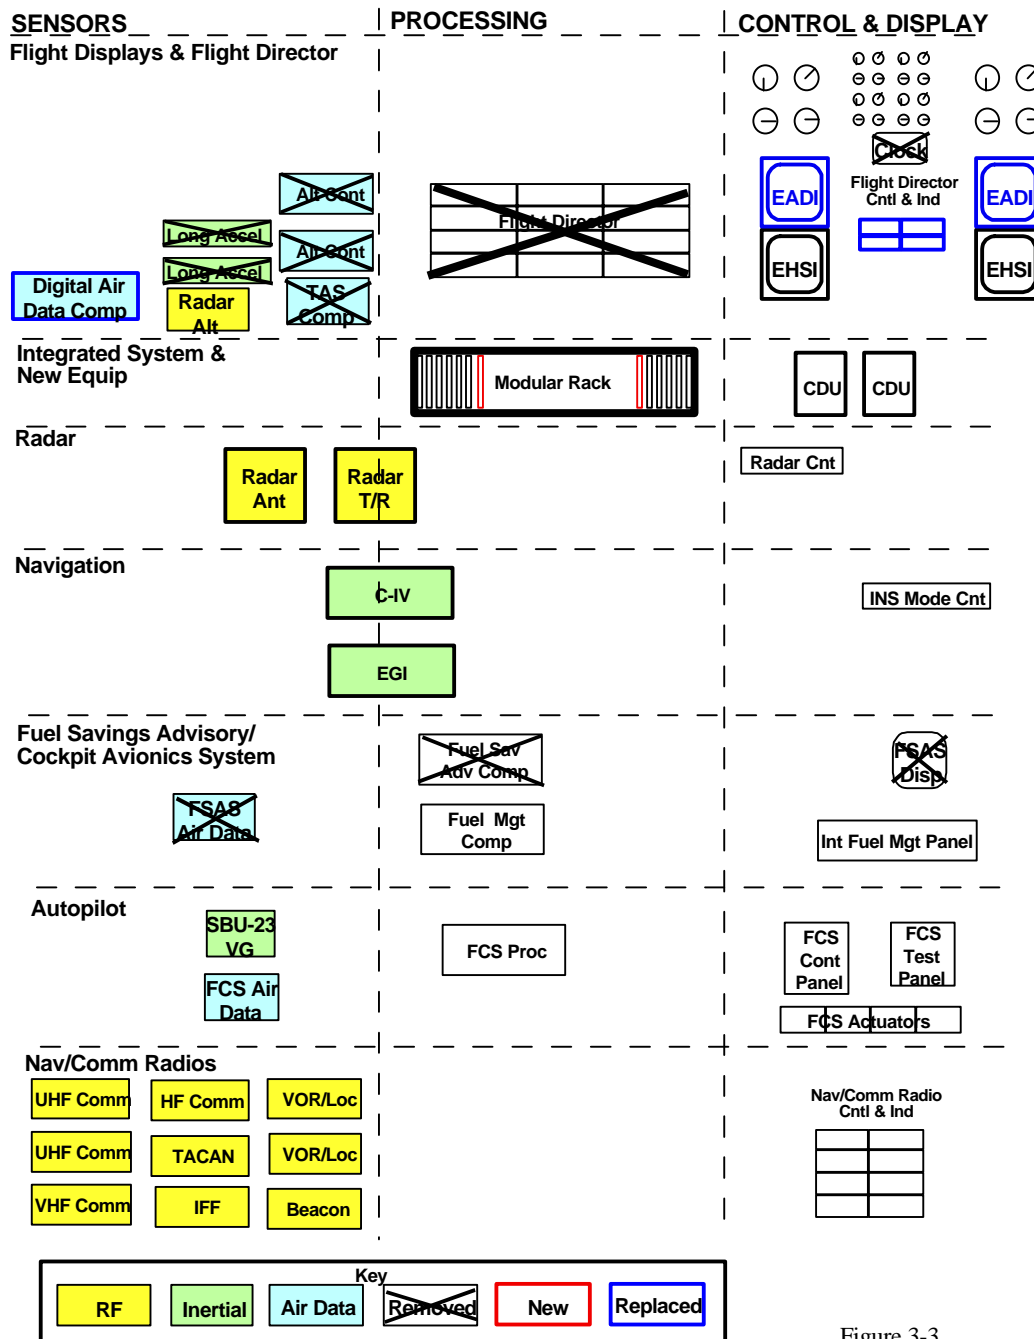 SENSORS
PROCESSING
CONTROL & DISPLAY
Flight Displays & Flight Director
Clock
Alt Cont
Flight Director
EADI
Flight Director
Cntl & Ind
EADI
Long Accel
Alt Cont
Long Accel
EHSI
EHSI
Digital Air
Data Comp
Radar
Alt
TAS
Comp
Integrated System &
New Equip
Modular Rack
CDU
CDU
Radar
Radar
Ant
Radar
T/R
Radar Cnt
Navigation
C-IV
INS Mode Cnt
EGI
Fuel Savings Advisory/
Cockpit Avionics System
Fuel Sav
Adv Comp
FSAS
Disp
FSAS
Air Data
Fuel Mgt
Comp
Int Fuel Mgt Panel
Autopilot
SBU-23
VG
FCS Proc
FCS
Cont
Panel
FCS
Test
Panel
FCS Air
Data
FCS Actuators
Nav/Comm Radios
UHF Comm
HF Comm
VOR/Loc
Nav/Comm Radio
Cntl & Ind
UHF Comm
TACAN
VOR/Loc
VHF Comm
IFF
Beacon
Key
RF
Inertial
Air Data
Removed
New
Replaced
Figure 3-3